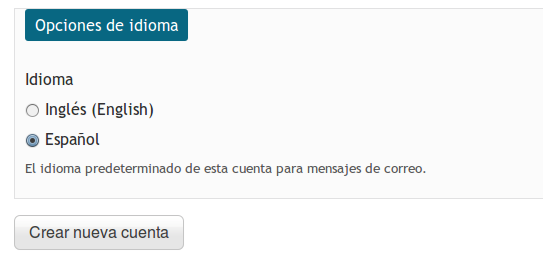 Opciones de idioma
Idioma
Inglés (English)
Español
El idioma predeterminado de esta cuenta para mensajes de correo.
Crear nueva cuenta